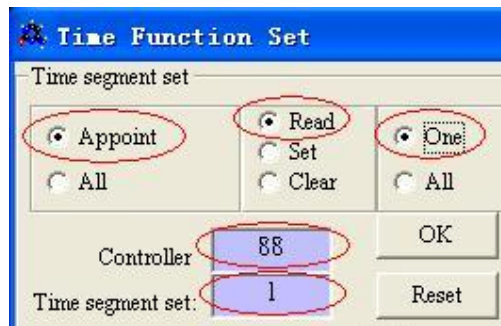 Time Function Set
Time segment set
Appoint
All
Read
Set
Clear
One
All
Controller 88
OK
Time segment set: 1
Reset